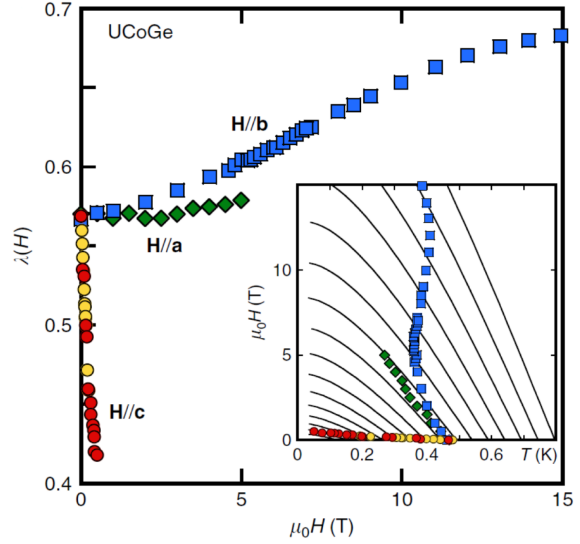 0.7
UCoGe
H//b
0.6
H//a
λ(H)
0.5
H//c
0.4
0
5
10
15
μ₀H (T)
10
μ₀H (T)
5
0
0
0.2
0.4
0.6
T (K)